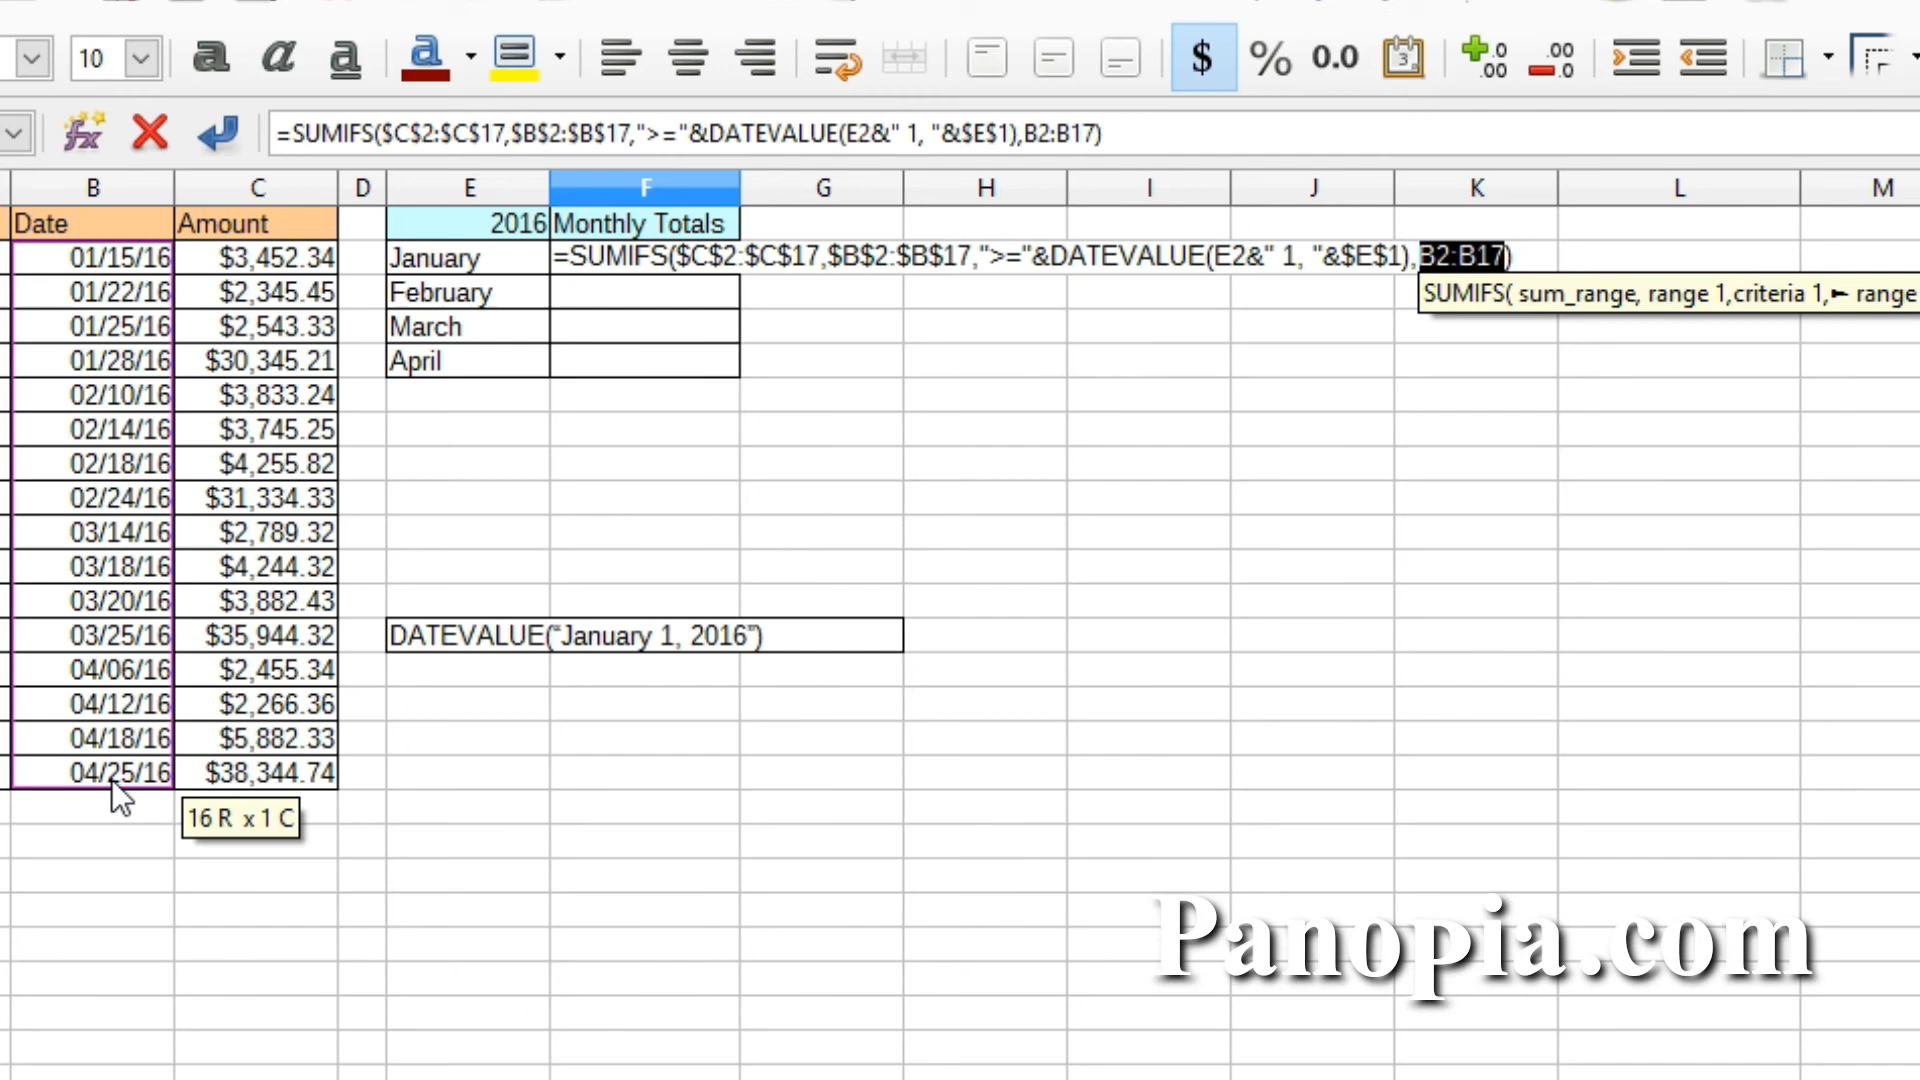 10 a a a a $ % 0.0 3 .0 .00 .00 .0
fx =SUMIFS($C$2:$C$17,$B$2:$B$17,">="&DATEVALUE(E2&" 1, "&$E$1),B2:B17)
B C D E F G H I J K L M
Date Amount 2016 Monthly Totals
01/15/16 $3,452.34 January =SUMIFS($C$2:$C$17,$B$2:$B$17,">="&DATEVALUE(E2&" 1, "&$E$1),B2:B17)
01/22/16 $2,345.45 February SUMIFS( sum_range, range 1,criteria 1,► range
01/25/16 $2,543.33 March
01/28/16 $30,345.21 April
02/10/16 $3,833.24
02/14/16 $3,745.25
02/18/16 $4,255.82
02/24/16 $31,334.33
03/14/16 $2,789.32
03/18/16 $4,244.32
03/20/16 $3,882.43
03/25/16 $35,944.32 DATEVALUE(“January 1, 2016”)
04/06/16 $2,455.34
04/12/16 $2,266.36
04/18/16 $5,882.33
04/25/16 $38,344.74
16 R x 1 C
Panopia.com